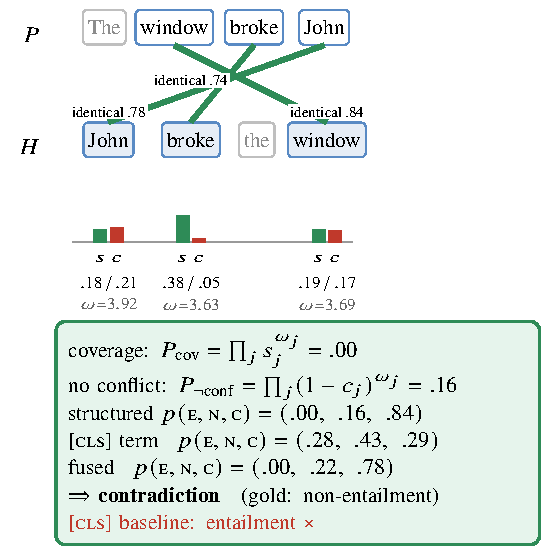 P The window broke John
identical .74
identical .78 identical .84
H John broke the window
s c s c s c
.18 / .21 .38 / .05 .19 / .17
ω=3.92 ω=3.63 ω=3.69
coverage: P_cov = ∏_j s_j^{ω_j} = .00
no conflict: P_¬conf = ∏_j (1 − c_j)^{ω_j} = .16
structured p(E, N, C) = (.00, .16, .84)
[CLS] term p(E, N, C) = (.28, .43, .29)
fused p(E, N, C) = (.00, .22, .78)
⟹ contradiction (gold: non-entailment)
[CLS] baseline: entailment ×